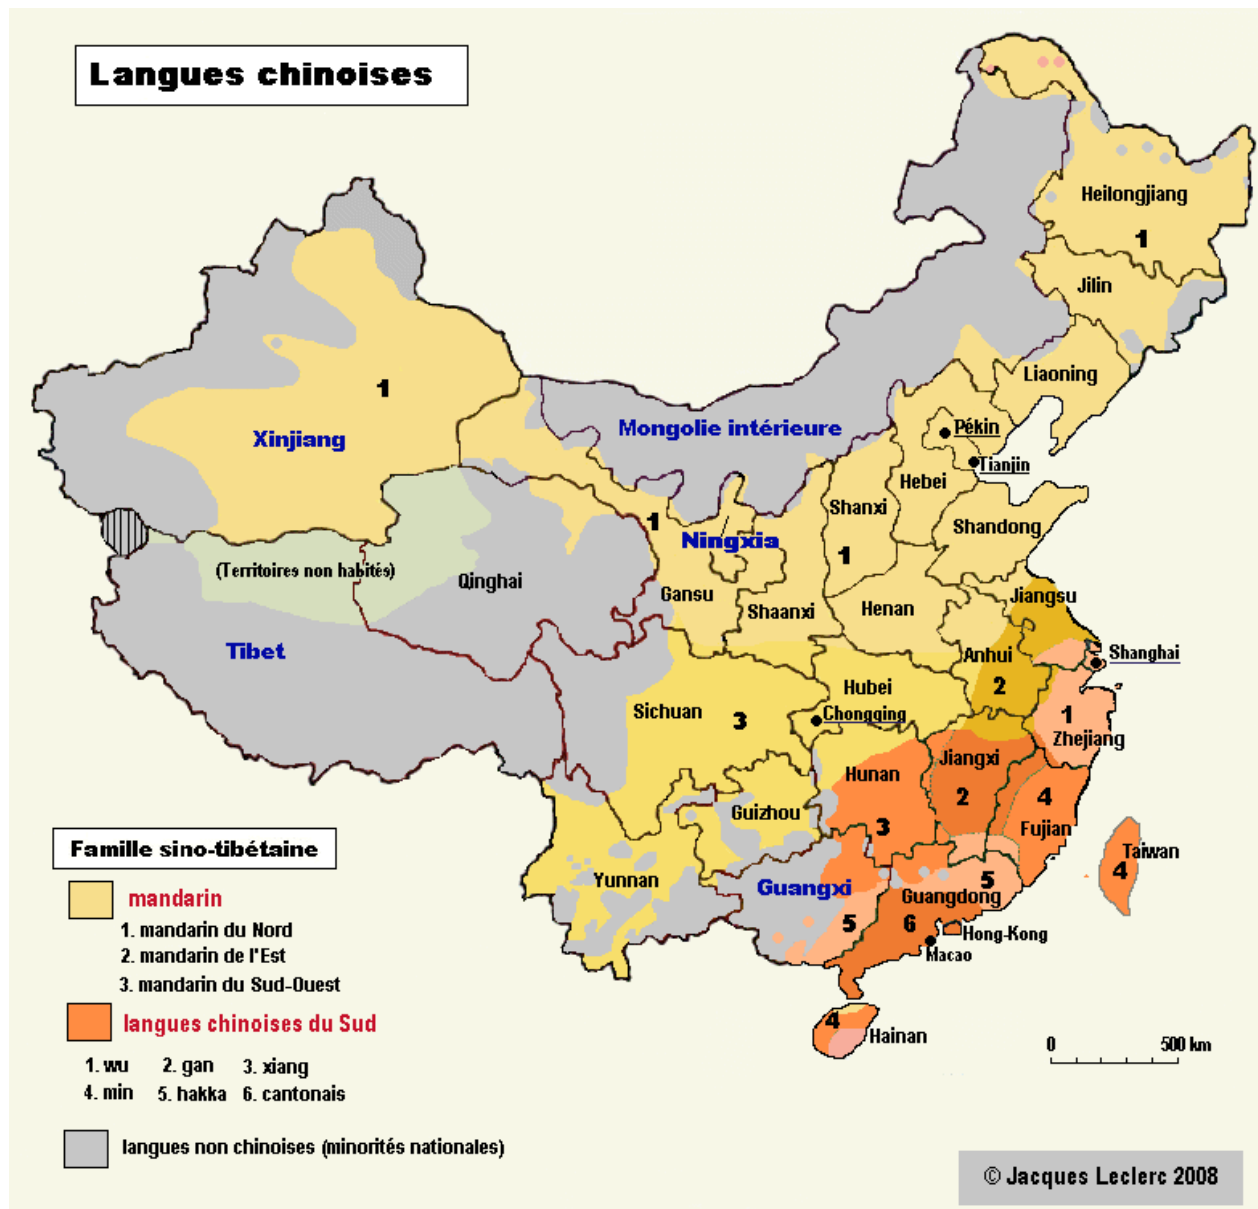 Langues chinoises
Heilongjiang
1
Jilin
Liaoning
1
Xinjiang
Mongolie intérieure
Pékin
Tianjin
Hebei
Shanxi
1
Ningxia
Shandong
1
(Territoires non habités)
Qinghai
Gansu
Shaanxi
Henan
Jiangsu
Tibet
Anhui
Shanghai
2
Hubei
Sichuan
3
Chongqing
1
Zhejiang
Hunan
Jiangxi
2
4
Guizhou
3
Fujian
Taiwan
4
Yunnan
Guangxi
5
Guangdong
5
6
Hong-Kong
Macao
4
Hainan
0 500 km
Famille sino-tibétaine
mandarin
1. mandarin du Nord
2. mandarin de l'Est
3. mandarin du Sud-Ouest
langues chinoises du Sud
1. wu 2. gan 3. xiang
4. min 5. hakka 6. cantonais
langues non chinoises (minorités nationales)
© Jacques Leclerc 2008